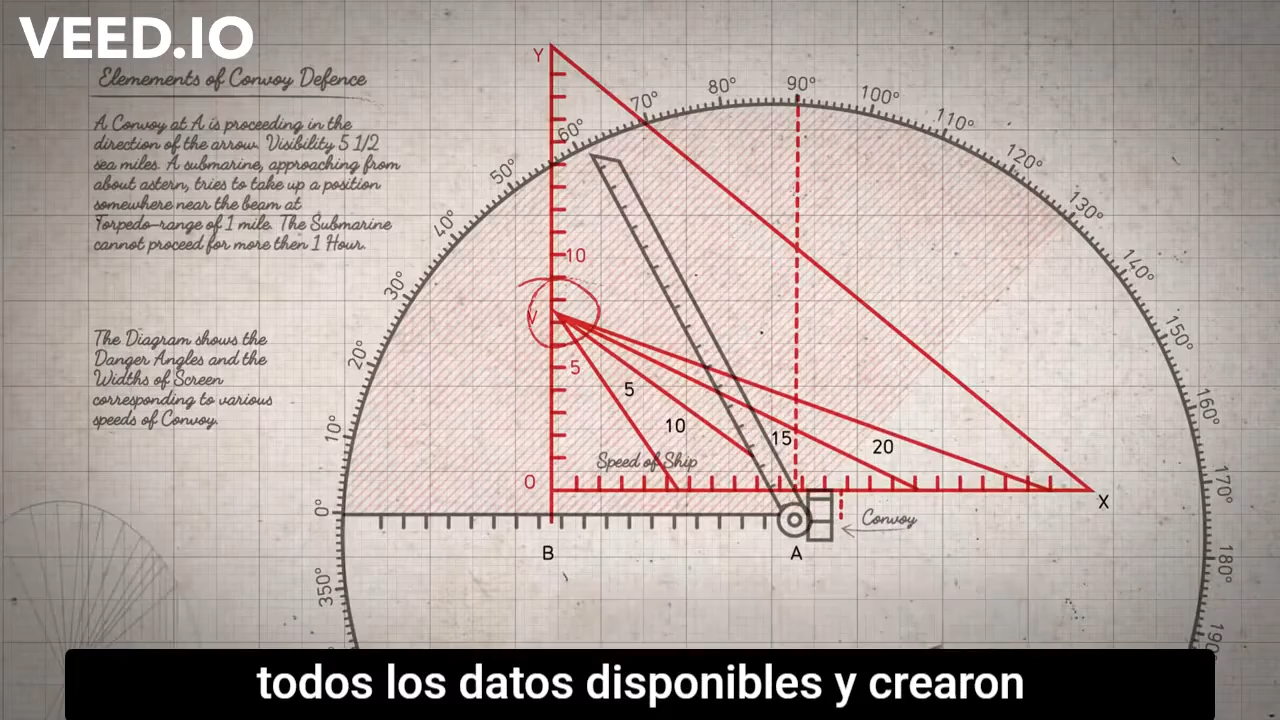 VEED.IO
Elemements of Convoy Defence
A Convoy at A is proceeding in the
direction of the arrow. Visibility 5 1/2
sea miles. A submarine, approaching from
about astern, tries to take up a position
somewhere near the beam at
Torpedo-range of 1 mile. The Submarine
cannot proceed for more then 1 Hour.
The Diagram shows the
Danger Angles and the
Widths of Screen
corresponding to various
speeds of Convoy.
Y
10
V
5
O
X
5
10
15
20
Speed of Ship
Convoy
B
A
350°
0°
10°
20°
30°
40°
50°
60°
70°
80°
90°
100°
110°
120°
130°
140°
150°
160°
170°
180°
190
todos los datos disponibles y crearon